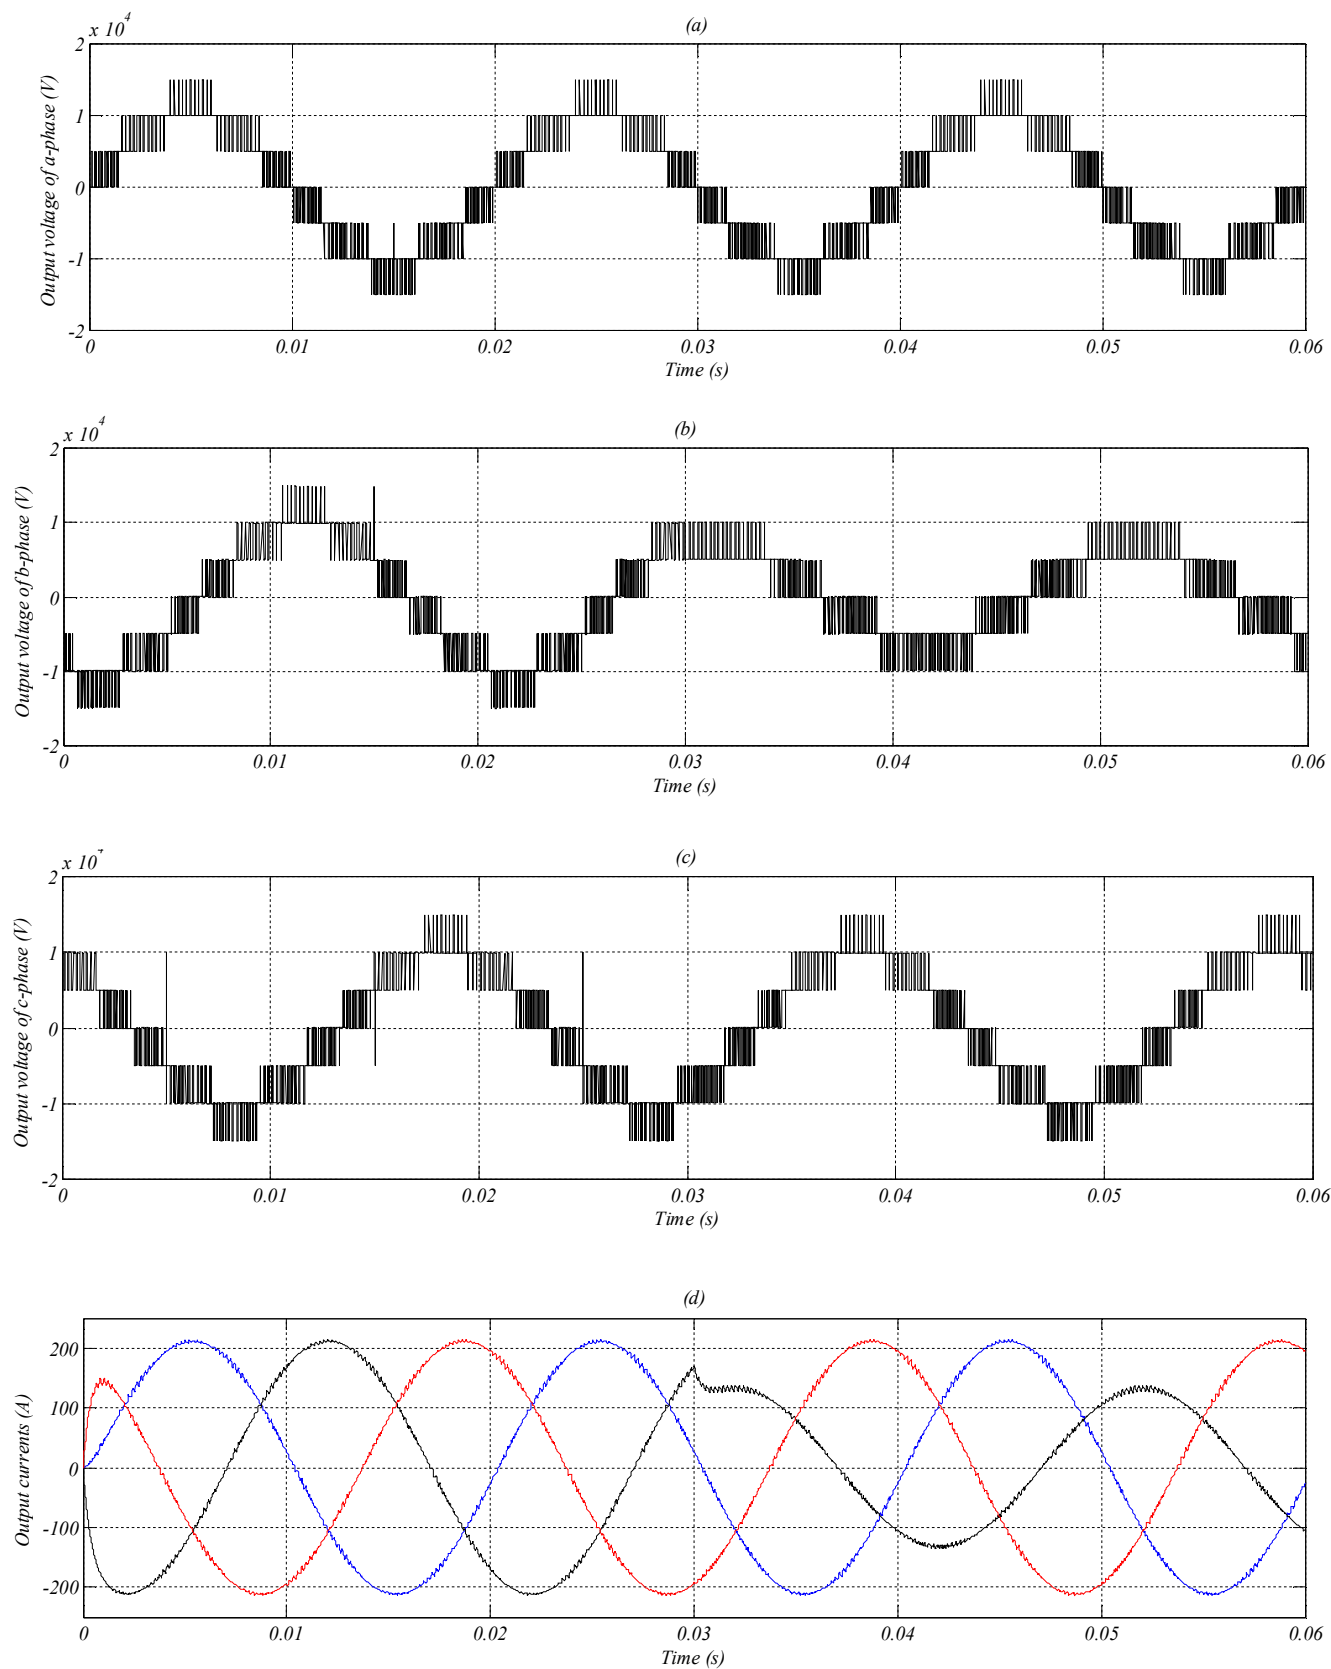 x 10^4
(a)
2
1
0
-1
-2
Output voltage of a-phase (V)
0 0.01 0.02 0.03 0.04 0.05 0.06
Time (s)
x 10^4
(b)
2
1
0
-1
-2
Output voltage of b-phase (V)
0 0.01 0.02 0.03 0.04 0.05 0.06
Time (s)
x 10
(c)
2
1
0
-1
-2
Output voltage of c-phase (V)
0 0.01 0.02 0.03 0.04 0.05 0.06
Time (s)
(d)
200
100
0
-100
-200
Output currents (A)
0 0.01 0.02 0.03 0.04 0.05 0.06
Time (s)